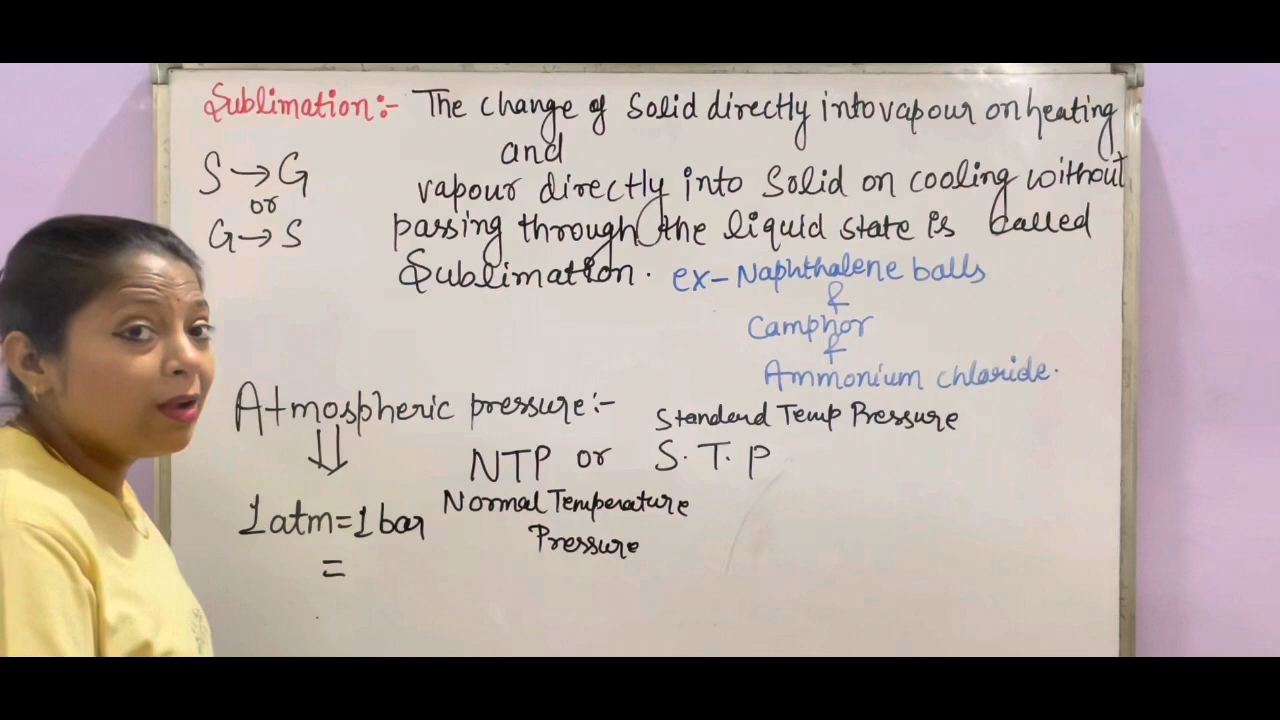 Sublimation:- The change of Solid directly into vapour on heating
and
S → G
or
G → S
vapour directly into Solid on cooling without
passing through the liquid state is called
Sublimation. ex- Naphthalene balls
&
Camphor
&
Ammonium chloride.
Atmospheric pressure:-
Standerd Temp Pressure
NTP or S.T.P
Normal Temperature
Pressure
1atm=1bar
=